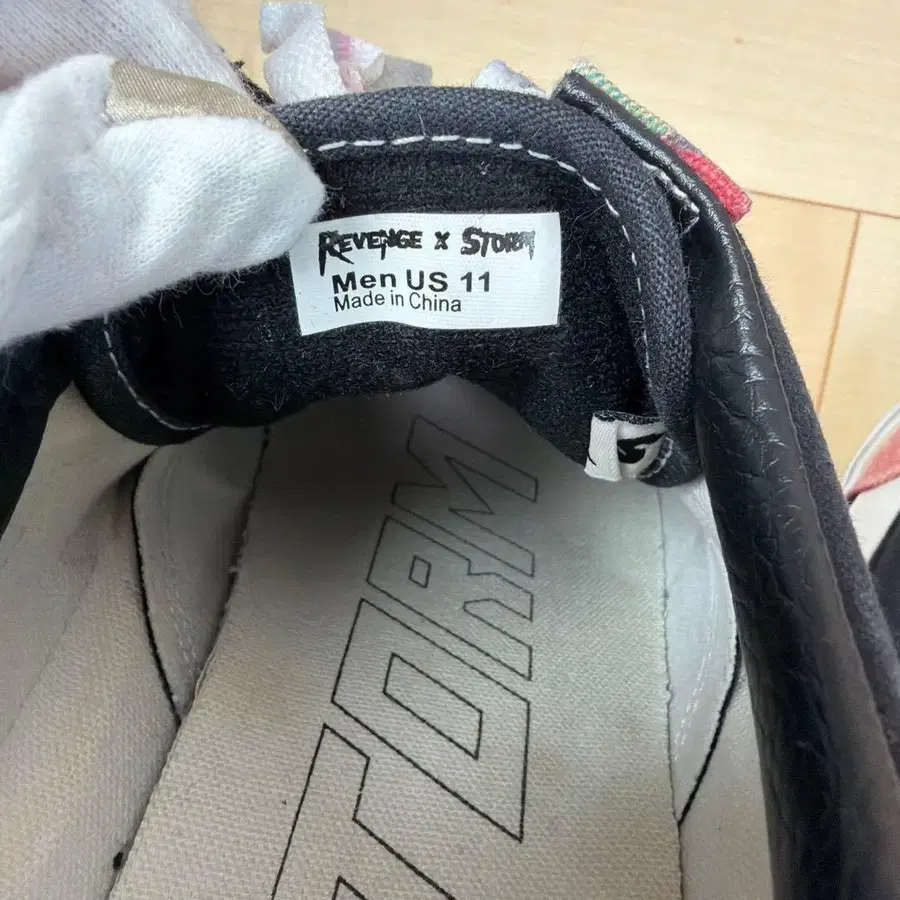 REVENGE X STORM
Men US 11
Made in China
STORM